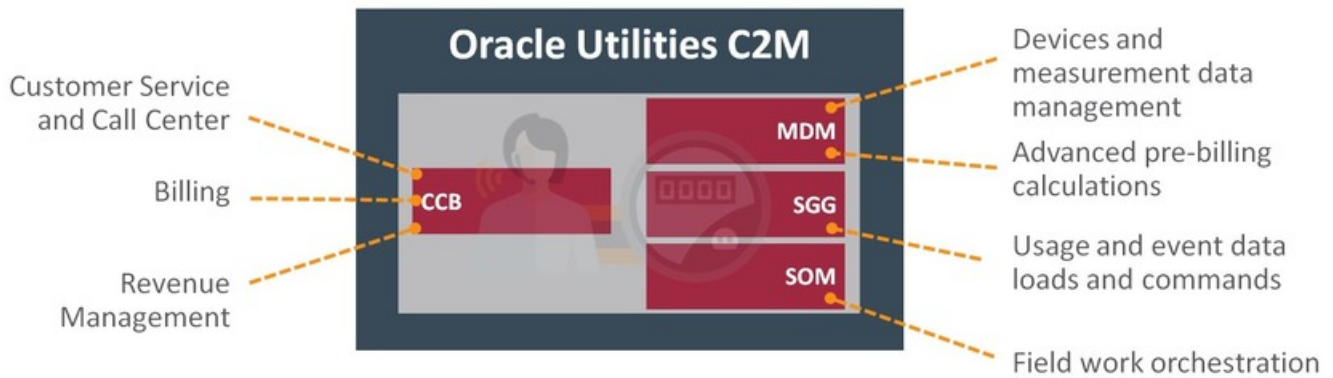 Oracle Utilities C2M
Customer Service
and Call Center
Billing
Revenue
Management
CCB
MDM
SGG
SOM
Devices and
measurement data
management
Advanced pre-billing
calculations
Usage and event data
loads and commands
Field work orchestration
0000